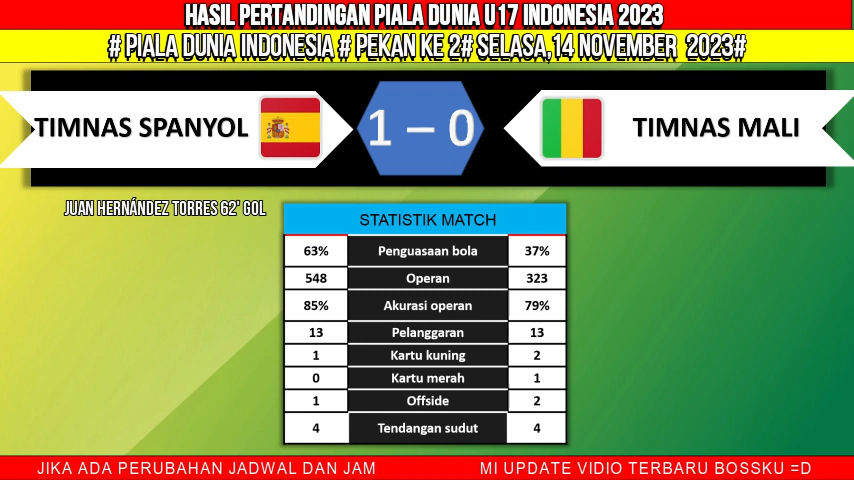 HASIL PERTANDINGAN PIALA DUNIA U17 INDONESIA 2023
# PIALA DUNIA INDONESIA # PEKAN KE 2# SELASA,14 NOVEMBER 2023#
TIMNAS SPANYOL 1 – 0 TIMNAS MALI
JUAN HERNÁNDEZ TORRES 62' GOL
STATISTIK MATCH
63% Penguasaan bola 37%
548 Operan 323
85% Akurasi operan 79%
13 Pelanggaran 13
1 Kartu kuning 2
0 Kartu merah 1
1 Offside 2
4 Tendangan sudut 4
JIKA ADA PERUBAHAN JADWAL DAN JAM MI UPDATE VIDIO TERBARU BOSSKU =D